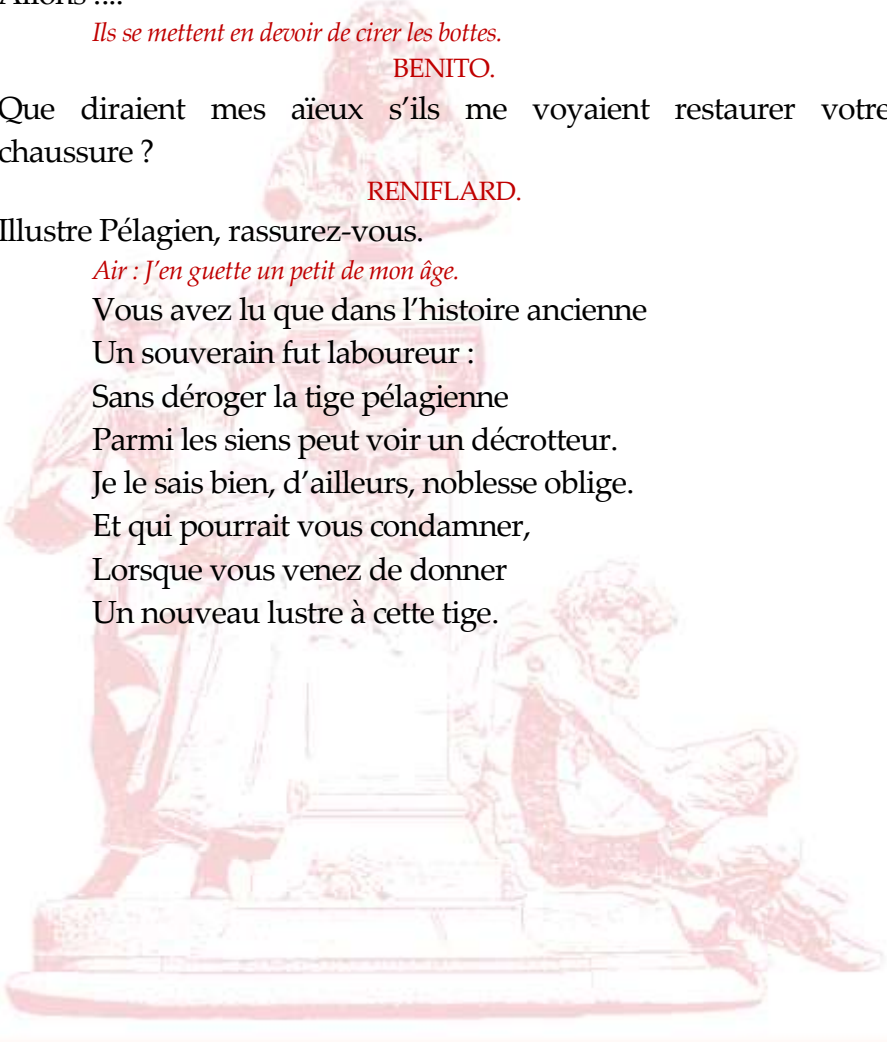 Allons !...
Ils se mettent en devoir de cirer les bottes.
BENITO.
Que diraient mes aïeux s’ils me voyaient restaurer votre
chaussure ?
RENIFLARD.
Illustre Pélagien, rassurez-vous.
Air : J’en guette un petit de mon âge.
Vous avez lu que dans l’histoire ancienne
Un souverain fut laboureur :
Sans déroger la tige pélagienne
Parmi les siens peut voir un décrotteur.
Je le sais bien, d’ailleurs, noblesse oblige.
Et qui pourrait vous condamner,
Lorsque vous venez de donner
Un nouveau lustre à cette tige.